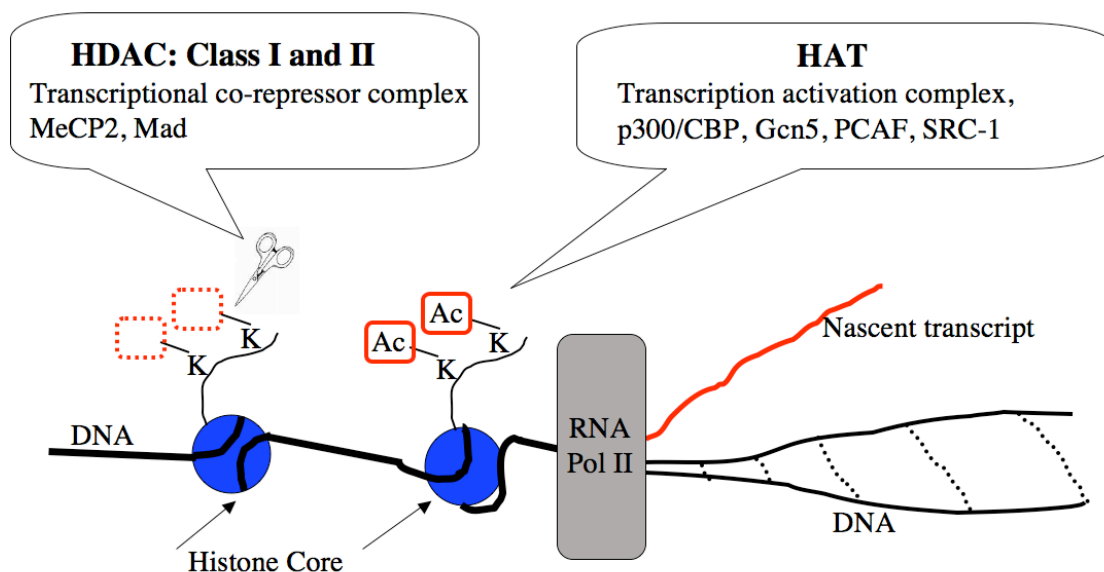 HDAC: Class I and II
Transcriptional co-repressor complex
MeCP2, Mad
HAT
Transcription activation complex,
p300/CBP, Gcn5, PCAF, SRC-1
Ac
K
Ac
K
K
K
Nascent transcript
DNA
RNA
Pol II
DNA
Histone Core